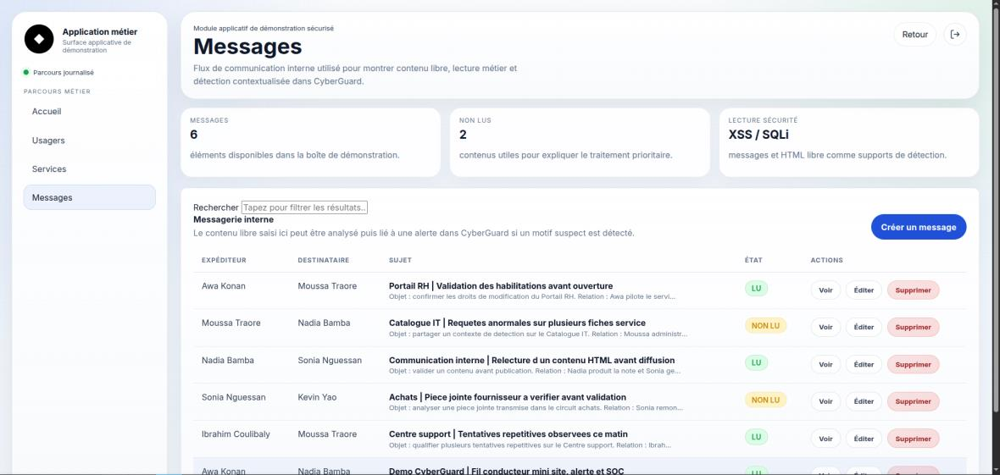 Application métier
Surface applicative de
démonstration
Parcours journalisé
PARCOURS MÉTIER
Accueil
Usagers
Services
Messages
Module applicatif de démonstration sécurisé
Messages
Flux de communication interne utilisé pour montrer contenu libre, lecture métier et
détection contextualisée dans CyberGuard.
Retour
MESSAGES
6
éléments disponibles dans la boîte de démonstration.
NON LUS
2
contenus utiles pour expliquer le traitement prioritaire.
LECTURE SÉCURITÉ
XSS / SQLi
messages et HTML libre comme supports de détection.
Rechercher Tapez pour filtrer les résultats..
Messagerie interne
Le contenu libre saisi ici peut être analysé puis lié à une alerte dans CyberGuard si un motif suspect est détecté.
Créer un message
EXPÉDITEUR DESTINATAIRE SUJET ÉTAT ACTIONS
Awa Konan Moussa Traore Portail RH | Validation des habilitations avant ouverture LU Voir Éditer Supprimer
Objet : confirmer les droits de modification du Portail RH. Relation : Awa pilote le servi...
Moussa Traore Nadia Bamba Catalogue IT | Requetes anormales sur plusieurs fiches service NON LU Voir Éditer Supprimer
Objet : partager un contexte de detection sur le Catalogue IT. Relation : Moussa administr...
Nadia Bamba Sonia Nguessan Communication interne | Relecture d un contenu HTML avant diffusion LU Voir Éditer Supprimer
Objet : valider un contenu avant publication. Relation : Nadia produit la note et Sonia ge...
Sonia Nguessan Kevin Yao Achats | Piece jointe fournisseur a verifier avant validation NON LU Voir Éditer Supprimer
Objet : analyser une piece jointe transmise dans le circuit achats. Relation : Sonia remon...
Ibrahim Coulibaly Moussa Traore Centre support | Tentatives repetitives observees ce matin LU Voir Éditer Supprimer
Objet : qualifier plusieurs tentatives repetitives sur le Centre support. Relation : Ibrah...
Awa Konan Nadia Bamba Demo CyberGuard | Fil conducteur mini site, alerte et SOC LU Voir Éditer Supprimer